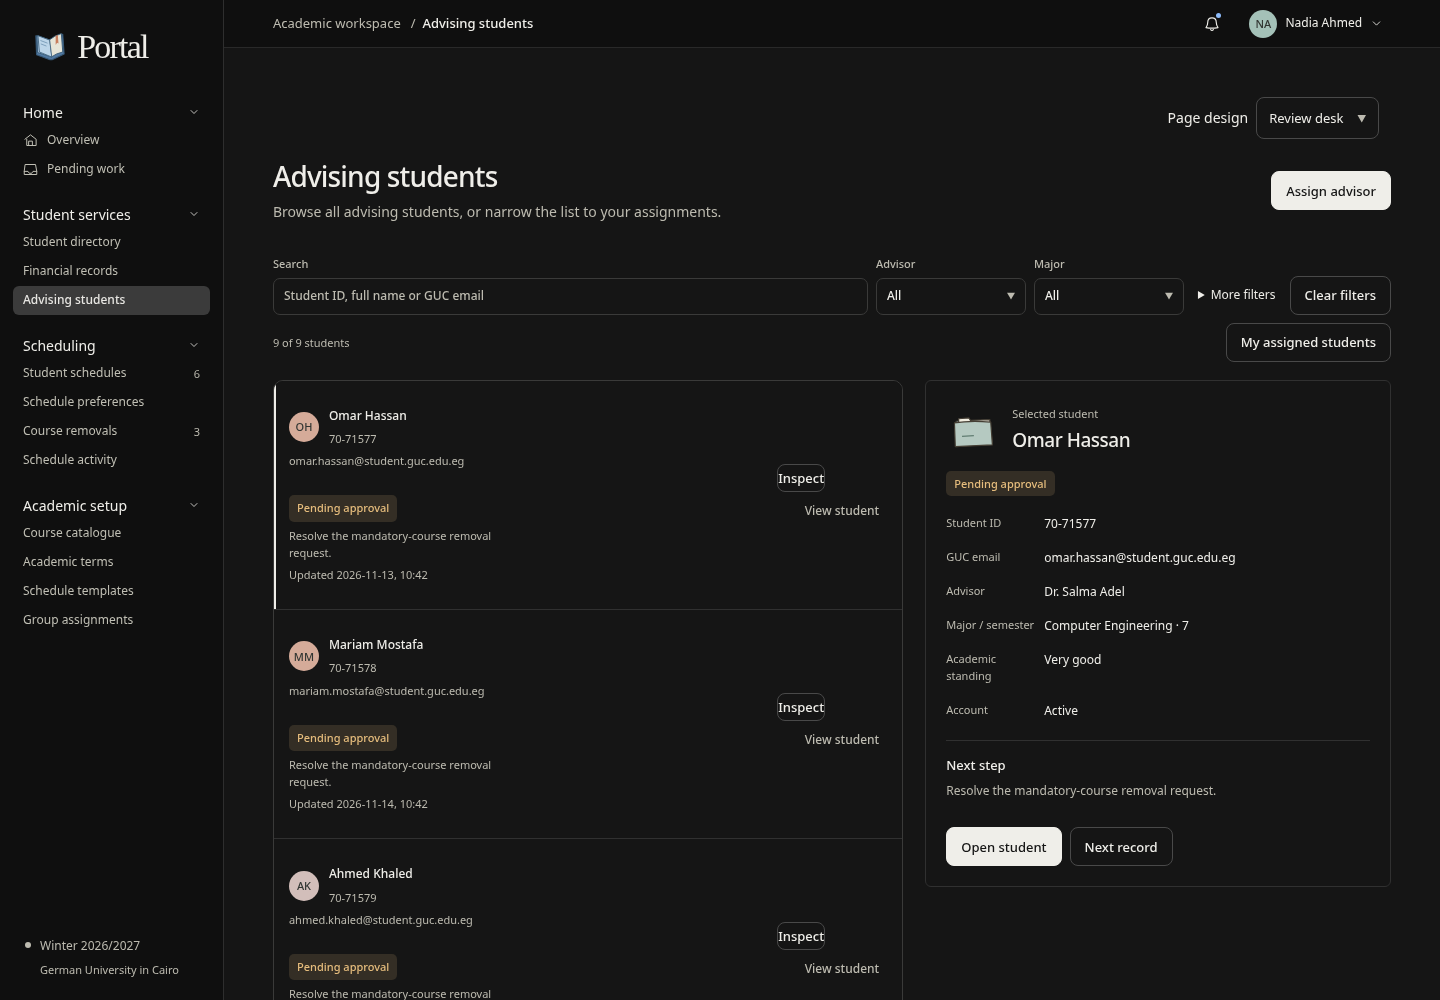 Portal
Home
Overview
Pending work
Student services
Student directory
Financial records
Advising students
Scheduling
Student schedules 6
Schedule preferences
Course removals 3
Schedule activity
Academic setup
Course catalogue
Academic terms
Schedule templates
Group assignments
Winter 2026/2027
German University in Cairo
Academic workspace / Advising students
NA Nadia Ahmed
Page design Review desk
Advising students
Browse all advising students, or narrow the list to your assignments.
Assign advisor
Search Advisor Major
Student ID, full name or GUC email All All More filters Clear filters
9 of 9 students My assigned students
OH Omar Hassan
70-71577
omar.hassan@student.guc.edu.eg
Pending approval
Resolve the mandatory-course removal
request.
Updated 2026-11-13, 10:42
Inspect
View student
MM Mariam Mostafa
70-71578
mariam.mostafa@student.guc.edu.eg
Pending approval
Resolve the mandatory-course removal
request.
Updated 2026-11-14, 10:42
Inspect
View student
AK Ahmed Khaled
70-71579
ahmed.khaled@student.guc.edu.eg
Pending approval
Resolve the mandatory-course removal
Inspect
View student
Selected student
Omar Hassan
Pending approval
Student ID 70-71577
GUC email omar.hassan@student.guc.edu.eg
Advisor Dr. Salma Adel
Major / semester Computer Engineering · 7
Academic Very good
standing
Account Active
Next step
Resolve the mandatory-course removal request.
Open student Next record